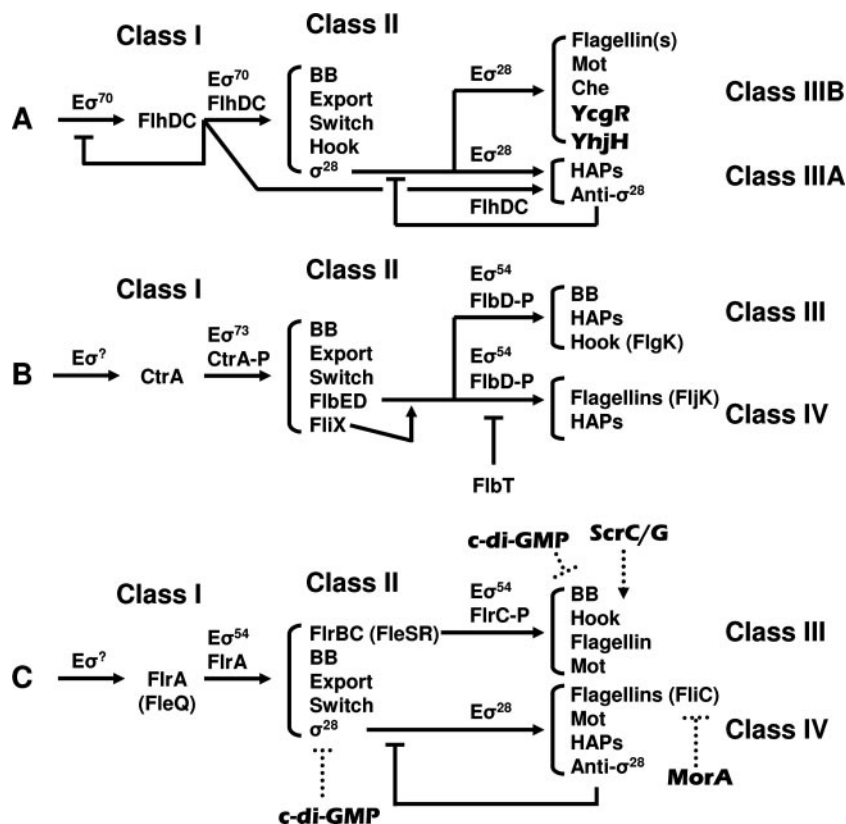 Class I
Class II
Eσ70
Eσ70
FlhDC
A
FlhDC
BB
Export
Switch
Hook
σ28
Eσ28
Eσ28
FlhDC
Flagellin(s)
Mot
Che
YcgR
YhjH
Class IIIB
HAPs
Anti-σ28
Class IIIA
Class I
Class II
B
Eσ?
CtrA
Eσ73
CtrA-P
BB
Export
Switch
FlbED
FliX
Eσ54
FlbD-P
Eσ54
FlbD-P
FlbT
BB
HAPs
Hook (FlgK)
Class III
Flagellins (FljK)
HAPs
Class IV
c-di-GMP
ScrC/G
Class I
Class II
C
Eσ?
FlrA
(FleQ)
Eσ54
FlrA
FlrBC (FleSR)
BB
Export
Switch
σ28
c-di-GMP
Eσ54
FlrC-P
Eσ28
BB
Hook
Flagellin
Mot
Class III
Flagellins (FliC)
Mot
HAPs
Anti-σ28
Class IV
MorA